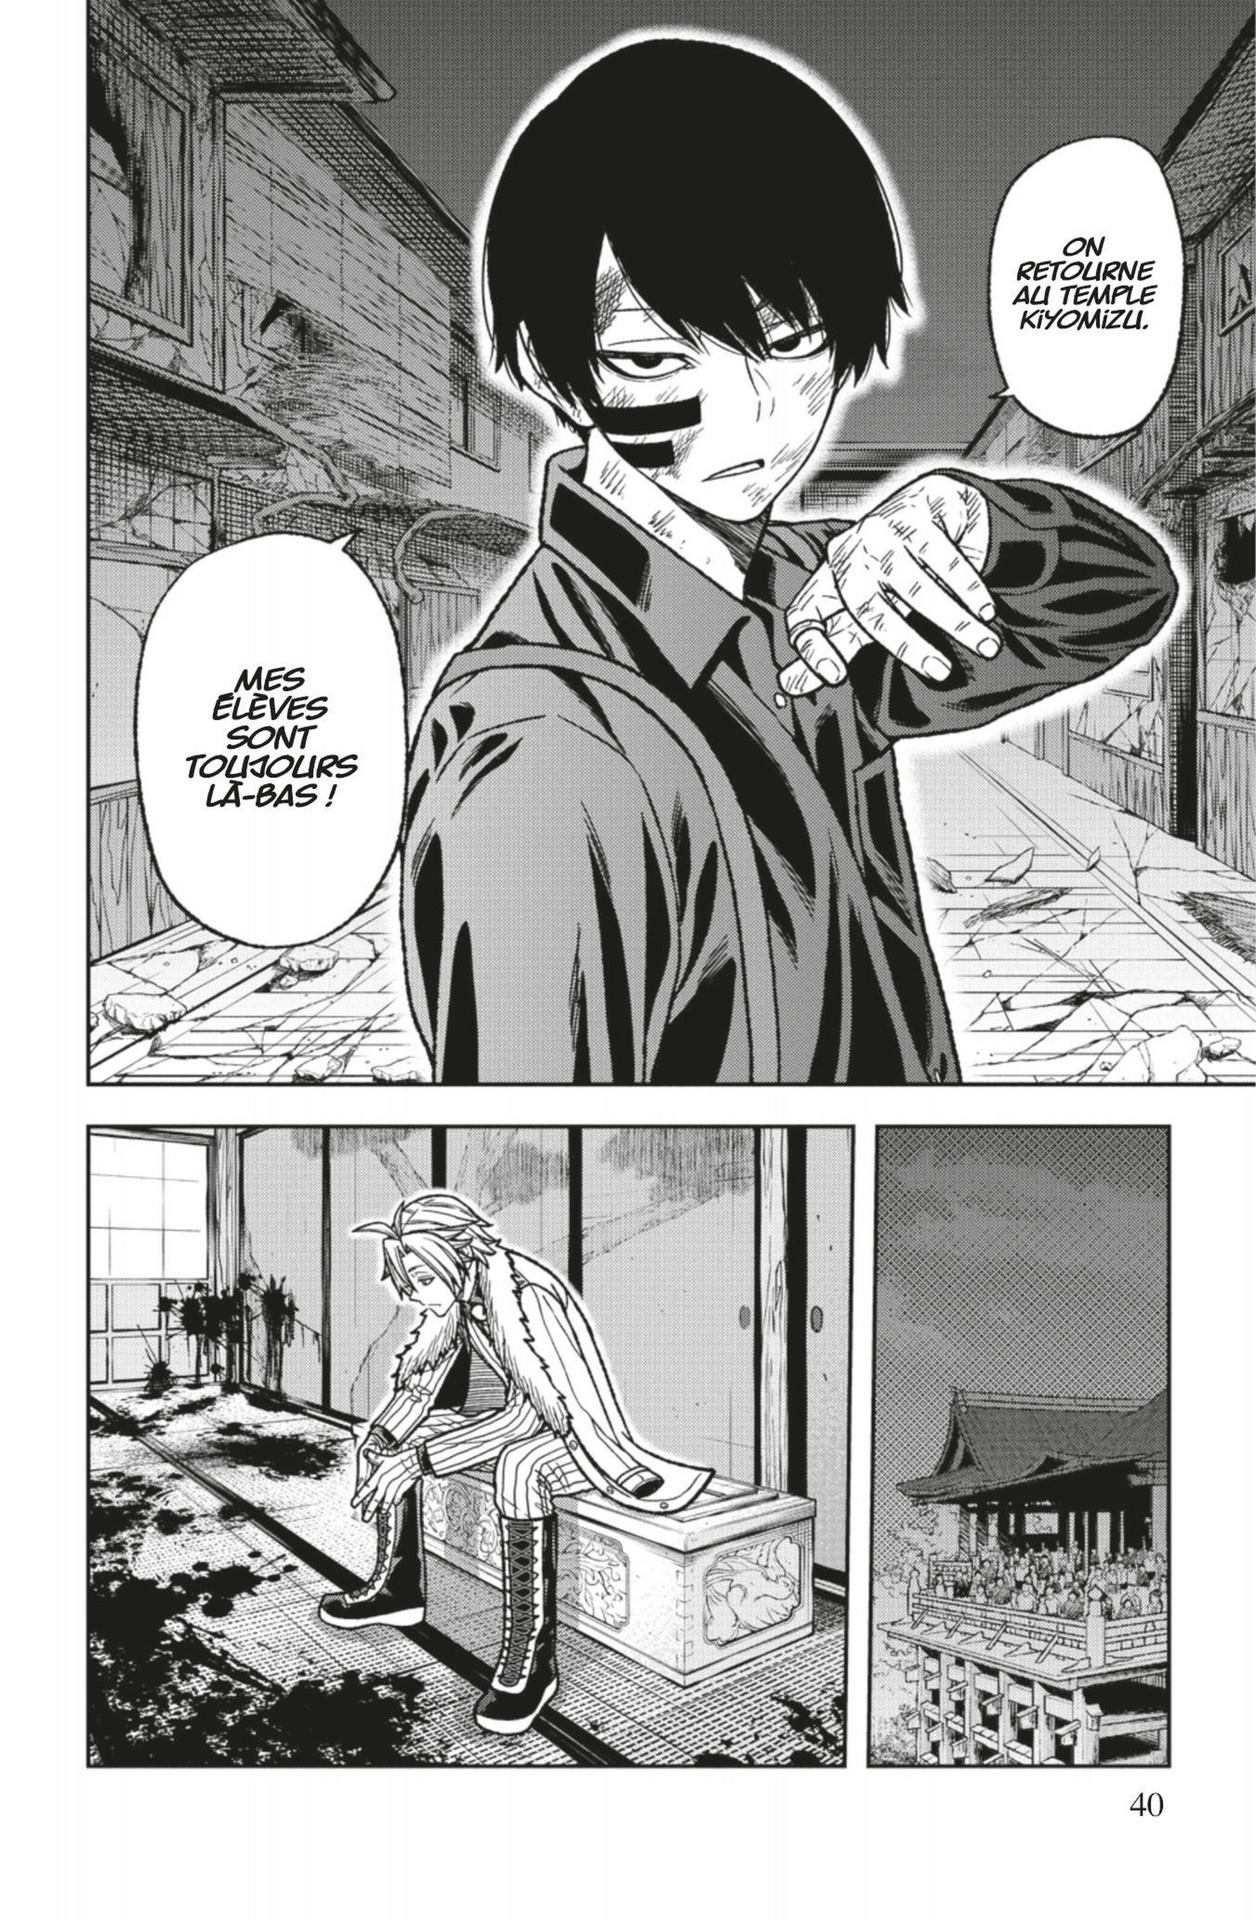 ON
RETOURNE
AU TEMPLE
KIYOMIZU.
MES
ÉLÈVES
SONT
TOUJOURS
LÀ-BAS !
40